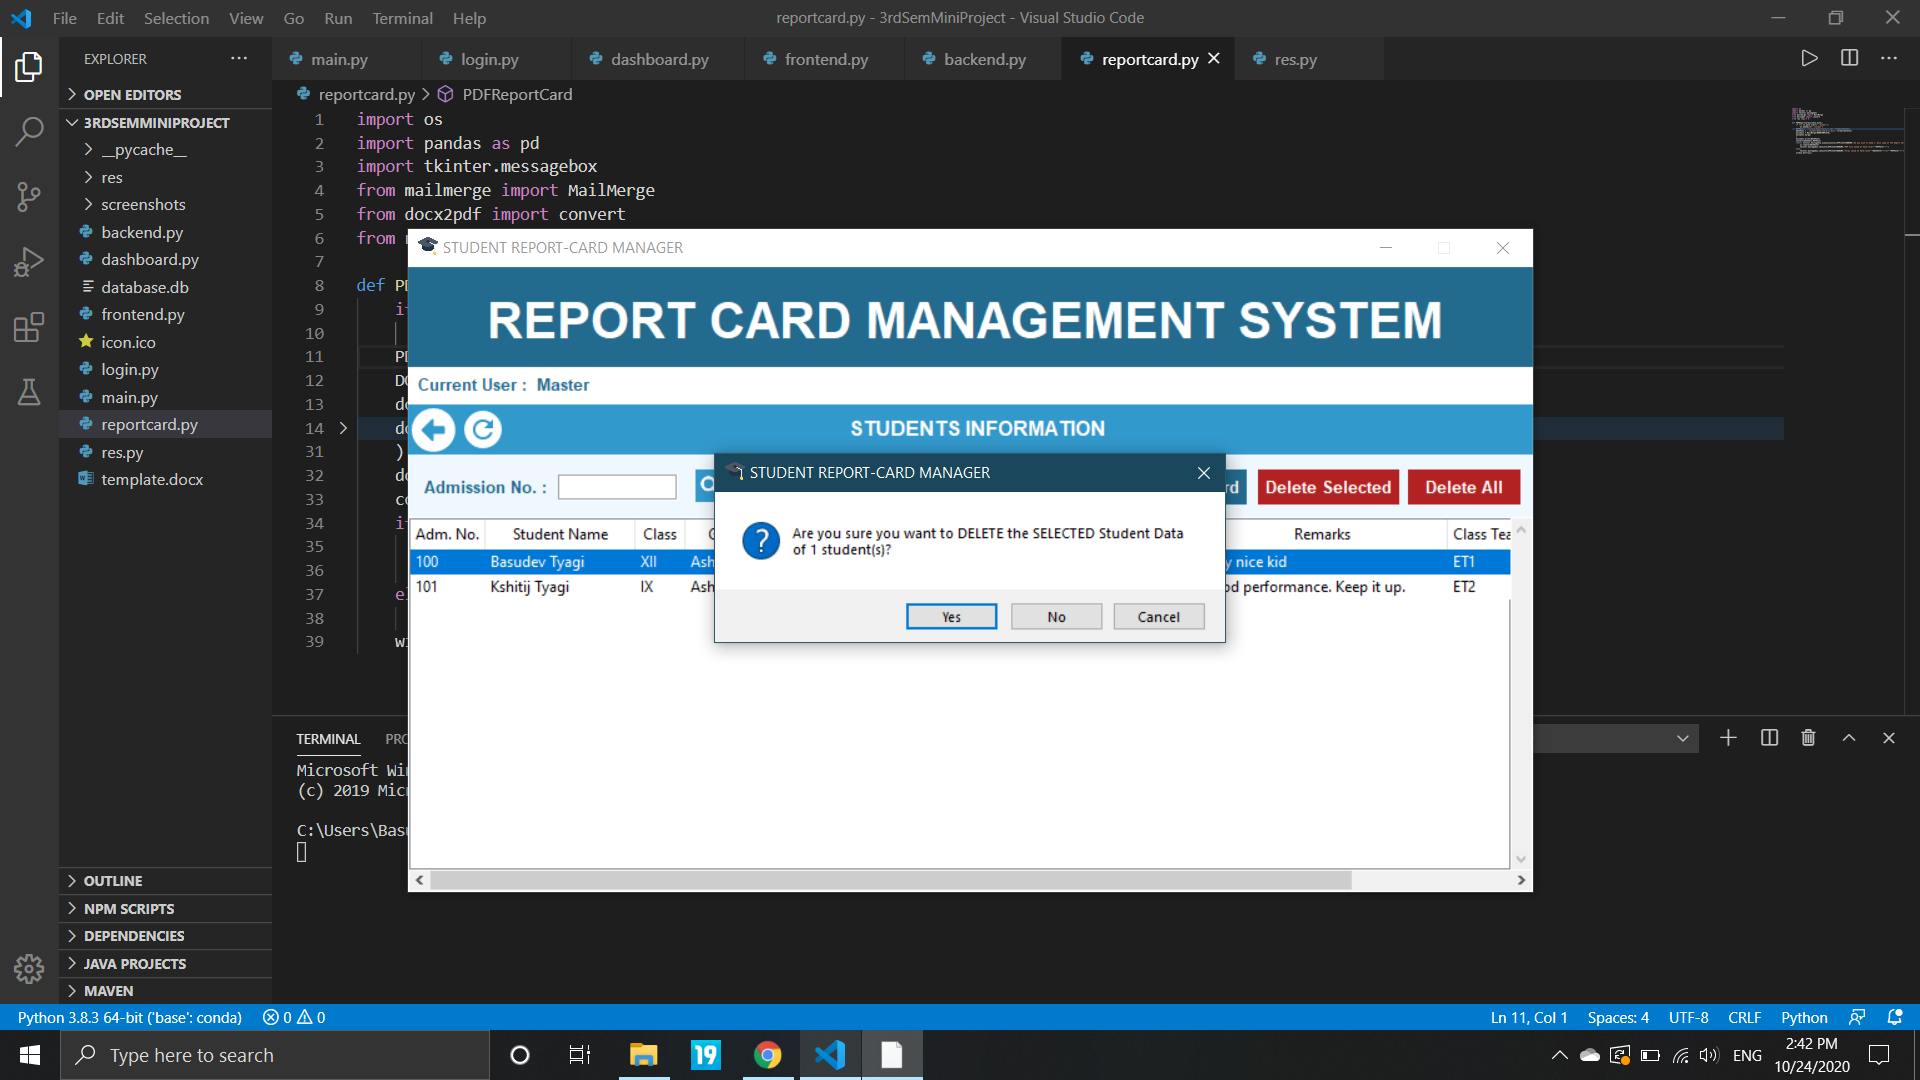 File Edit Selection View Go Run Terminal Help
reportcard.py - 3rdSemMiniProject - Visual Studio Code
EXPLORER
main.py login.py dashboard.py frontend.py backend.py reportcard.py res.py
OPEN EDITORS
3RDSEMMINIPROJECT
__pycache__
res
screenshots
backend.py
dashboard.py
database.db
frontend.py
icon.ico
login.py
main.py
reportcard.py
res.py
template.docx
OUTLINE
NPM SCRIPTS
DEPENDENCIES
JAVA PROJECTS
MAVEN
reportcard.py > PDFReportCard
1 import os
2 import pandas as pd
3 import tkinter.messagebox
4 from mailmerge import MailMerge
5 from docx2pdf import convert
6 from
7
8 def
9
10
11
12
13
14
31 )
32
33
34
35
36
37
38
39
STUDENT REPORT-CARD MANAGER
REPORT CARD MANAGEMENT SYSTEM
Current User : Master
STUDENTS INFORMATION
Admission No. :
rd
Delete Selected
Delete All
Adm. No. Student Name Class Remarks Class Tea
100 Basudev Tyagi XII Ash y nice kid ET1
101 Kshitij Tyagi IX Ash od performance. Keep it up. ET2
STUDENT REPORT-CARD MANAGER
Are you sure you want to DELETE the SELECTED Student Data
of 1 student(s)?
Yes No Cancel
TERMINAL PRO
Microsoft Win
(c) 2019 Micr
C:\Users\Basu
Python 3.8.3 64-bit ('base': conda) 0 0
Ln 11, Col 1 Spaces: 4 UTF-8 CRLF Python
Type here to search
19
ENG
2:42 PM
10/24/2020